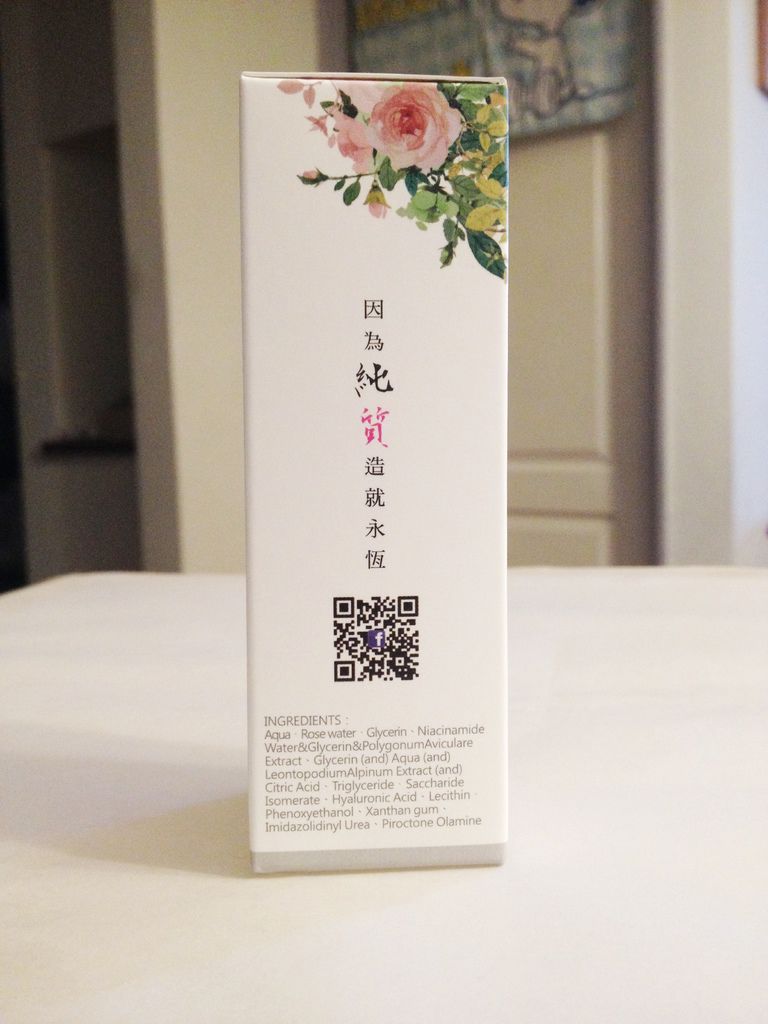 因為純質造就永恆
f
INGREDIENTS :
Aqua、Rose water、Glycerin、Niacinamide
Water&Glycerin&PolygonumAviculare
Extract、Glycerin (and) Aqua (and)
LeontopodiumAlpinum Extract (and)
Citric Acid、Triglyceride、Saccharide
Isomerate、Hyaluronic Acid、Lecithin、
Phenoxyethanol、Xanthan gum、
Imidazolidinyl Urea、Piroctone Olamine